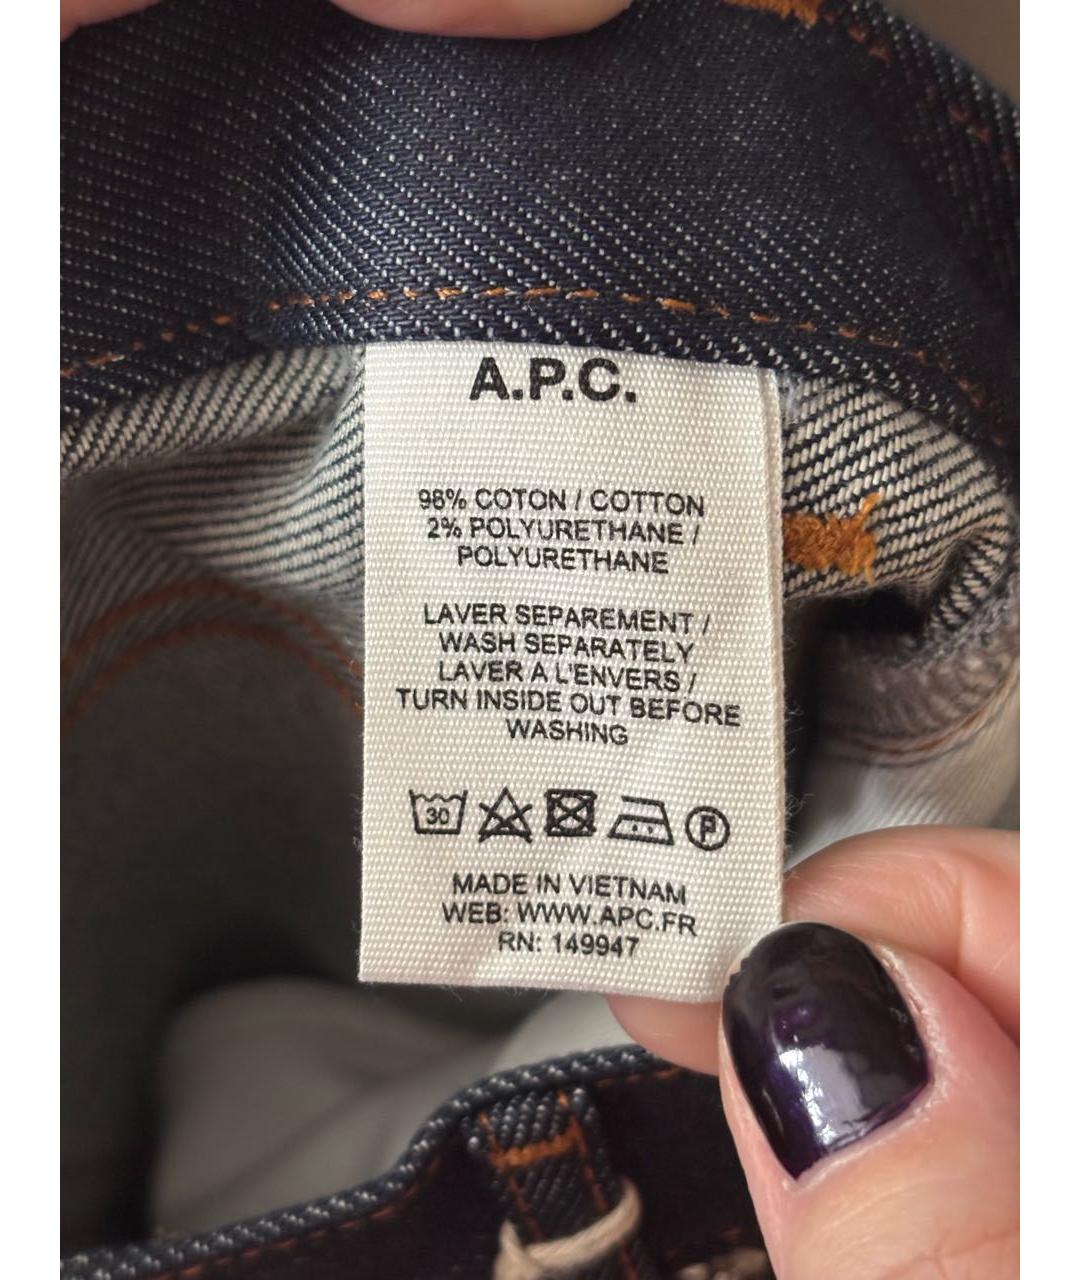 A.P.C.
98% COTON / COTTON
2% POLYURETHANE /
POLYURETHANE
LAVER SEPAREMENT /
WASH SEPARATELY
LAVER A L'ENVERS /
TURN INSIDE OUT BEFORE
WASHING
30 P
MADE IN VIETNAM
WEB: WWW.APC.FR
RN: 149947